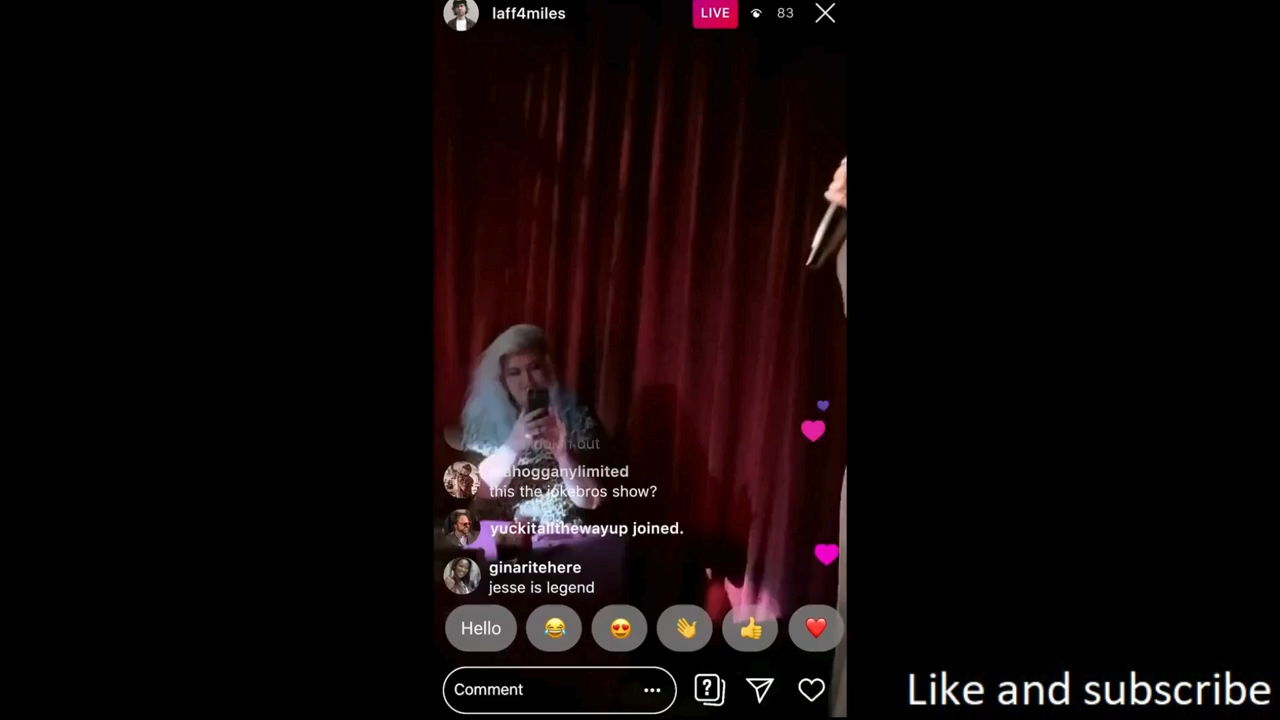 laff4miles
LIVE
83
out
ahogganylimited
this the jokebros show?
yuckitallthewayup joined.
ginaritehere
jesse is legend
Hello
Comment
Like and subscribe